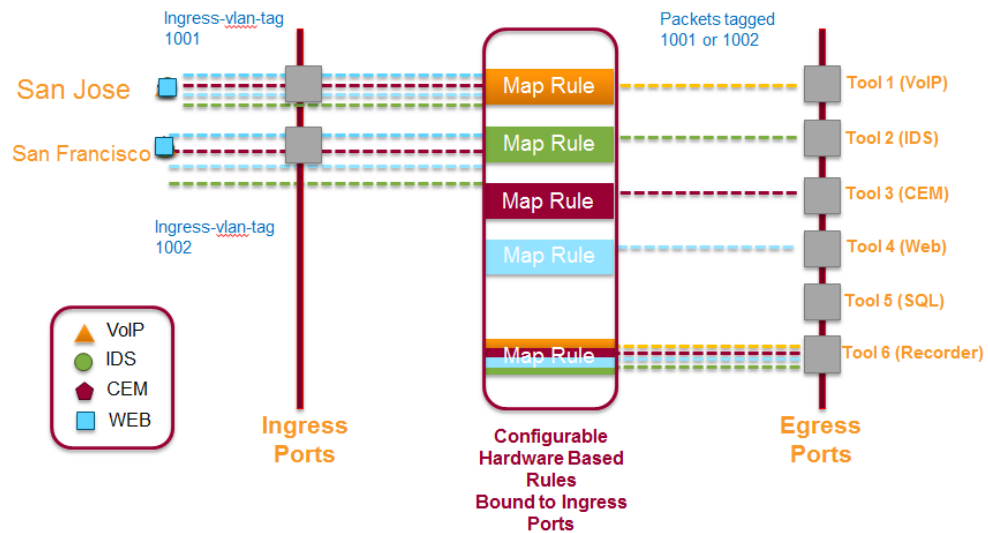 Ingress-vlan-tag
1001
Packets tagged
1001 or 1002
San Jose
Map Rule
Tool 1 (VoIP)
San Francisco
Map Rule
Tool 2 (IDS)
Map Rule
Tool 3 (CEM)
Ingress-vlan-tag
1002
Map Rule
Tool 4 (Web)
Tool 5 (SQL)
Map Rule
Tool 6 (Recorder)
VoIP
IDS
CEM
WEB
Ingress
Ports
Configurable
Hardware Based
Rules
Bound to Ingress
Ports
Egress
Ports